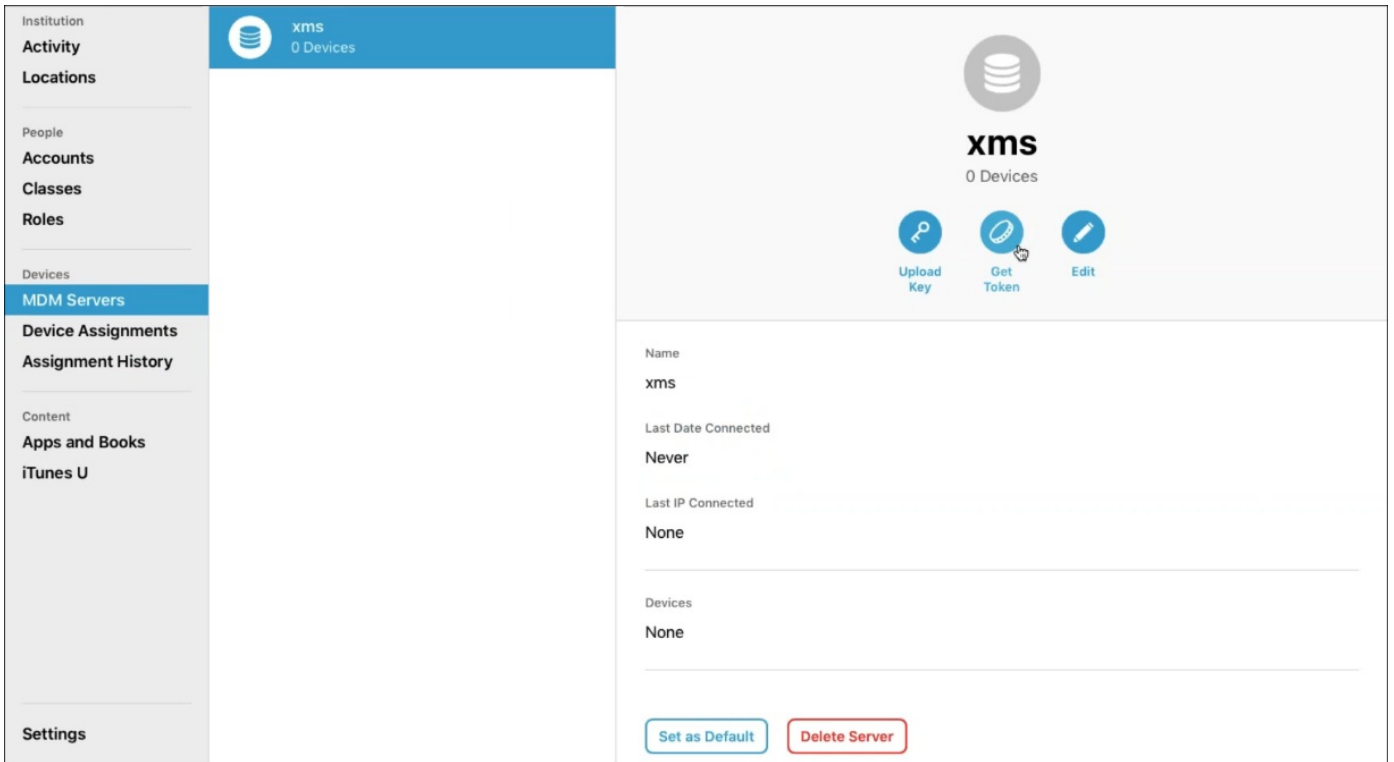 Institution
Activity
Locations
People
Accounts
Classes
Roles
Devices
MDM Servers
Device Assignments
Assignment History
Content
Apps and Books
iTunes U
Settings
xms
0 Devices
xms
0 Devices
Upload
Key
Get
Token
Edit
Name
xms
Last Date Connected
Never
Last IP Connected
None
Devices
None
Set as Default
Delete Server